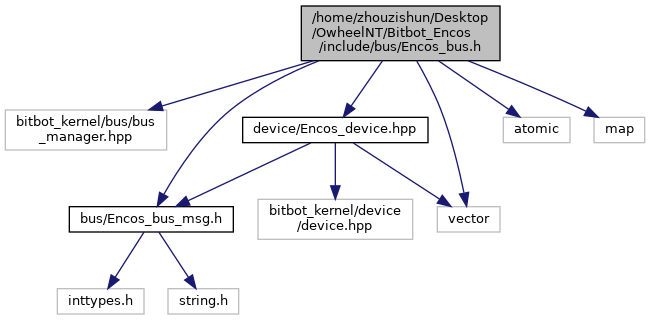 /home/zhouzishun/Desktop
/OwheelNT/Bitbot_Encos
/include/bus/Encos_bus.h
bitbot_kernel/bus/bus
_manager.hpp
device/Encos_device.hpp
atomic
map
bus/Encos_bus_msg.h
bitbot_kernel/device
/device.hpp
vector
inttypes.h
string.h